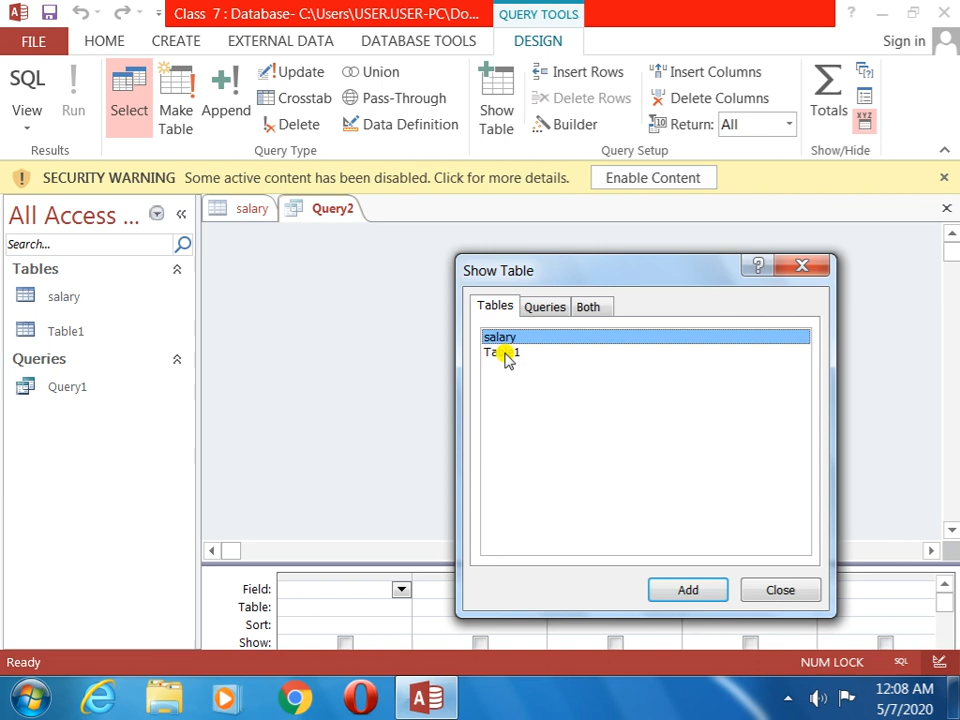 Class 7 : Database- C:\Users\USER.USER-PC\Do...
QUERY TOOLS
?
FILE
HOME
CREATE
EXTERNAL DATA
DATABASE TOOLS
DESIGN
Sign in
SQL
View
Run
Select
Make
Table
Append
Update
Crosstab
Delete
Union
Pass-Through
Data Definition
Show
Table
Insert Rows
Delete Rows
Builder
Insert Columns
Delete Columns
Return: All
Totals
XYZ
Results
Query Type
Query Setup
Show/Hide
SECURITY WARNING Some active content has been disabled. Click for more details.
Enable Content
All Access ...
Search...
Tables
salary
Table1
Queries
Query1
salary
Query2
Show Table
Tables
Queries
Both
salary
Add
Close
Field:
Table:
Sort:
Show:
Ready
NUM LOCK
SQL
12:08 AM
5/7/2020